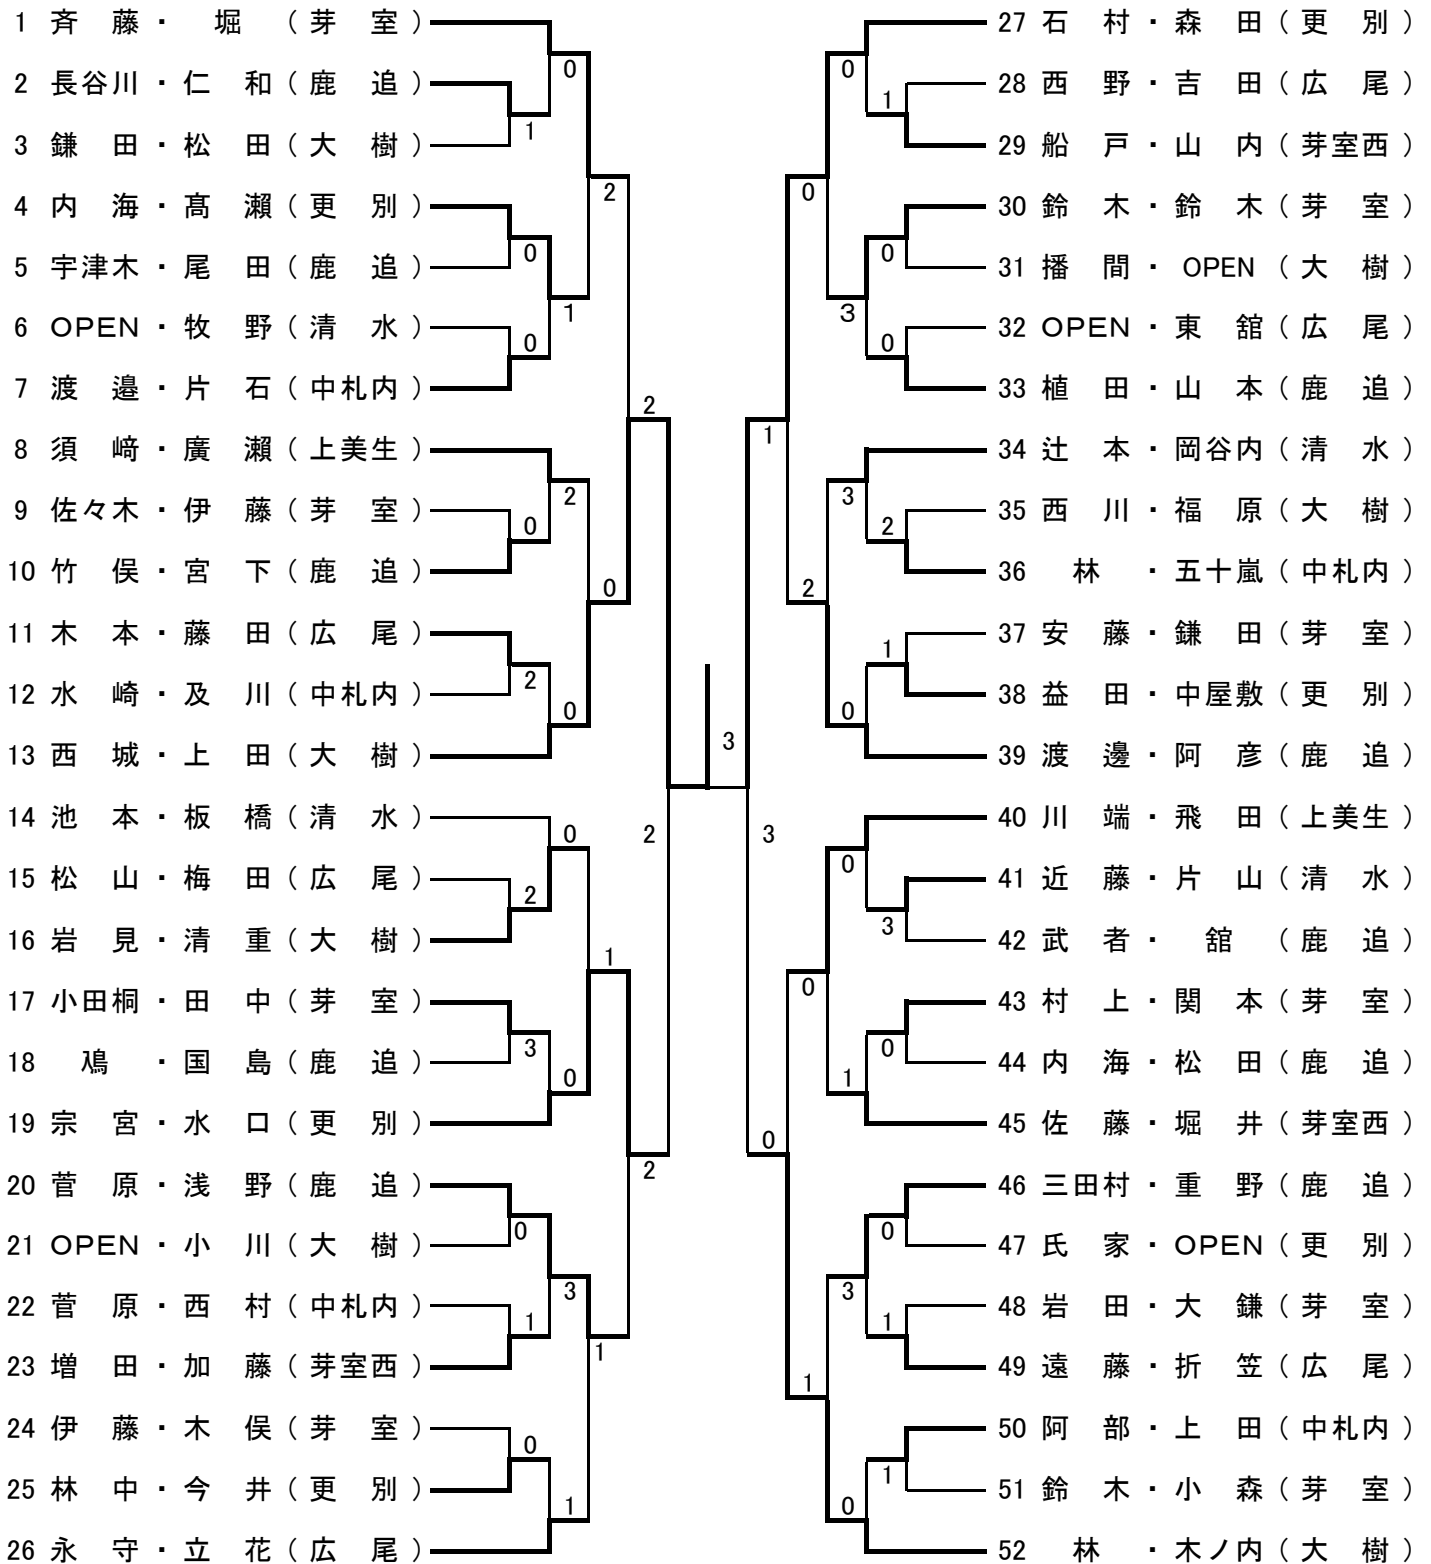 1 斉 藤 ・ 堀 ( 芽 室 )
2 長谷川 ・ 仁 和 ( 鹿 追 )
3 鎌 田 ・ 松 田 ( 大 樹 )
4 内 海 ・ 髙 瀬 ( 更 別 )
5 宇津木 ・ 尾 田 ( 鹿 追 )
6 OPEN ・ 牧 野 ( 清 水 )
7 渡 邉 ・ 片 石 ( 中札内 )
8 須 﨑 ・ 廣 瀬 ( 上美生 )
9 佐々木 ・ 伊 藤 ( 芽 室 )
10 竹 俣 ・ 宮 下 ( 鹿 追 )
11 木 本 ・ 藤 田 ( 広 尾 )
12 水 崎 ・ 及 川 ( 中札内 )
13 西 城 ・ 上 田 ( 大 樹 )
14 池 本 ・ 板 橋 ( 清 水 )
15 松 山 ・ 梅 田 ( 広 尾 )
16 岩 見 ・ 清 重 ( 大 樹 )
17 小田桐 ・ 田 中 ( 芽 室 )
18 鳰 ・ 国 島 ( 鹿 追 )
19 宗 宮 ・ 水 口 ( 更 別 )
20 菅 原 ・ 浅 野 ( 鹿 追 )
21 OPEN ・ 小 川 ( 大 樹 )
22 菅 原 ・ 西 村 ( 中札内 )
23 増 田 ・ 加 藤 ( 芽室西 )
24 伊 藤 ・ 木 俣 ( 芽 室 )
25 林 中 ・ 今 井 ( 更 別 )
26 永 守 ・ 立 花 ( 広 尾 )
0
1
2
0
1
0
2
2
0
0
2
0
0
2
1
3
0
2
2
0
3
1
1
0
1
3
27 石 村 ・ 森 田 ( 更 別 )
28 西 野 ・ 吉 田 ( 広 尾 )
29 船 戸 ・ 山 内 ( 芽室西 )
30 鈴 木 ・ 鈴 木 ( 芽 室 )
31 播 間 ・ OPEN ( 大 樹 )
32 OPEN ・ 東 舘 ( 広 尾 )
33 植 田 ・ 山 本 ( 鹿 追 )
34 辻 本 ・ 岡谷内 ( 清 水 )
35 西 川 ・ 福 原 ( 大 樹 )
36 林 ・ 五十嵐 ( 中札内 )
37 安 藤 ・ 鎌 田 ( 芽 室 )
38 益 田 ・ 中屋敷 ( 更 別 )
39 渡 邊 ・ 阿 彦 ( 鹿 追 )
40 川 端 ・ 飛 田 ( 上美生 )
41 近 藤 ・ 片 山 ( 清 水 )
42 武 者 ・ 舘 ( 鹿 追 )
43 村 上 ・ 関 本 ( 芽 室 )
44 内 海 ・ 松 田 ( 鹿 追 )
45 佐 藤 ・ 堀 井 ( 芽室西 )
46 三田村 ・ 重 野 ( 鹿 追 )
47 氏 家 ・ OPEN ( 更 別 )
48 岩 田 ・ 大 鎌 ( 芽 室 )
49 遠 藤 ・ 折 笠 ( 広 尾 )
50 阿 部 ・ 上 田 ( 中札内 )
51 鈴 木 ・ 小 森 ( 芽 室 )
52 林 ・ 木ノ内 ( 大 樹 )
0
1
0
0
3
0
1
3
2
2
1
0
3
0
3
0
0
1
0
0
3
1
1
1
0